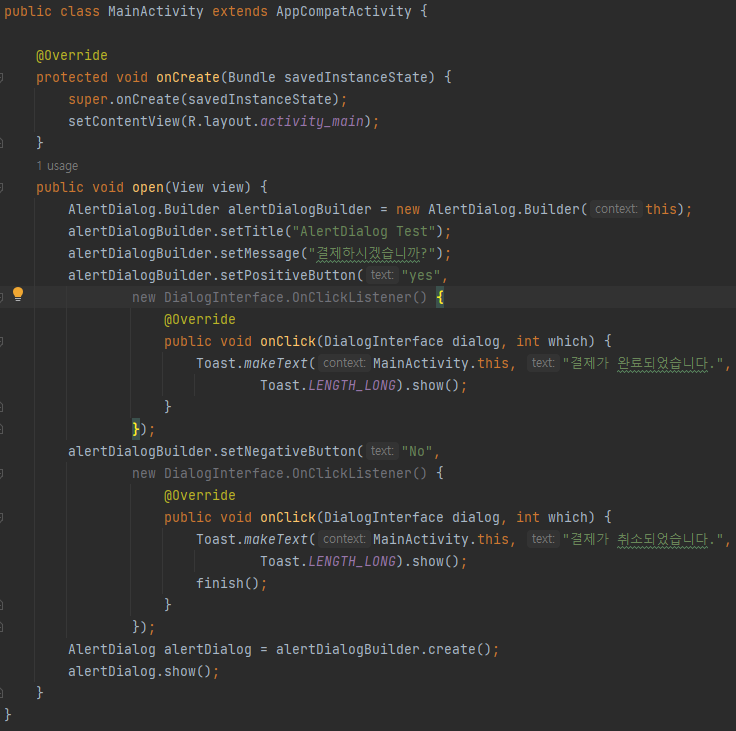 public class MainActivity extends AppCompatActivity {
@Override
protected void onCreate(Bundle savedInstanceState) {
super.onCreate(savedInstanceState);
setContentView(R.layout.activity_main);
}
1 usage
public void open(View view) {
AlertDialog.Builder alertDialogBuilder = new AlertDialog.Builder( context: this);
alertDialogBuilder.setTitle("AlertDialog Test");
alertDialogBuilder.setMessage("결제하시겠습니까?");
alertDialogBuilder.setPositiveButton( text: "yes",
new DialogInterface.OnClickListener() {
@Override
public void onClick(DialogInterface dialog, int which) {
Toast.makeText( context: MainActivity.this, text: "결제가 완료되었습니다.",
Toast.LENGTH_LONG).show();
}
});
alertDialogBuilder.setNegativeButton( text: "No",
new DialogInterface.OnClickListener() {
@Override
public void onClick(DialogInterface dialog, int which) {
Toast.makeText( context: MainActivity.this, text: "결제가 취소되었습니다.",
Toast.LENGTH_LONG).show();
finish();
}
});
AlertDialog alertDialog = alertDialogBuilder.create();
alertDialog.show();
}
}